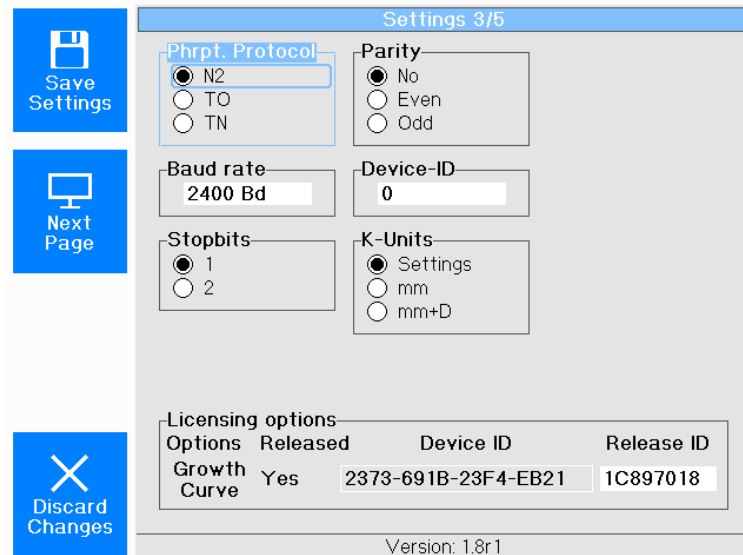 Settings 3/5
Save
Settings
Next
Page
Discard
Changes
Phrpt. Protocol
N2
TO
TN
Parity
No
Even
Odd
Baud rate
2400 Bd
Device-ID
0
Stopbits
1
2
K-Units
Settings
mm
mm+D
Licensing options
Options Released Device ID Release ID
Growth
Curve Yes 2373-691B-23F4-EB21 1C897018
Version: 1.8r1